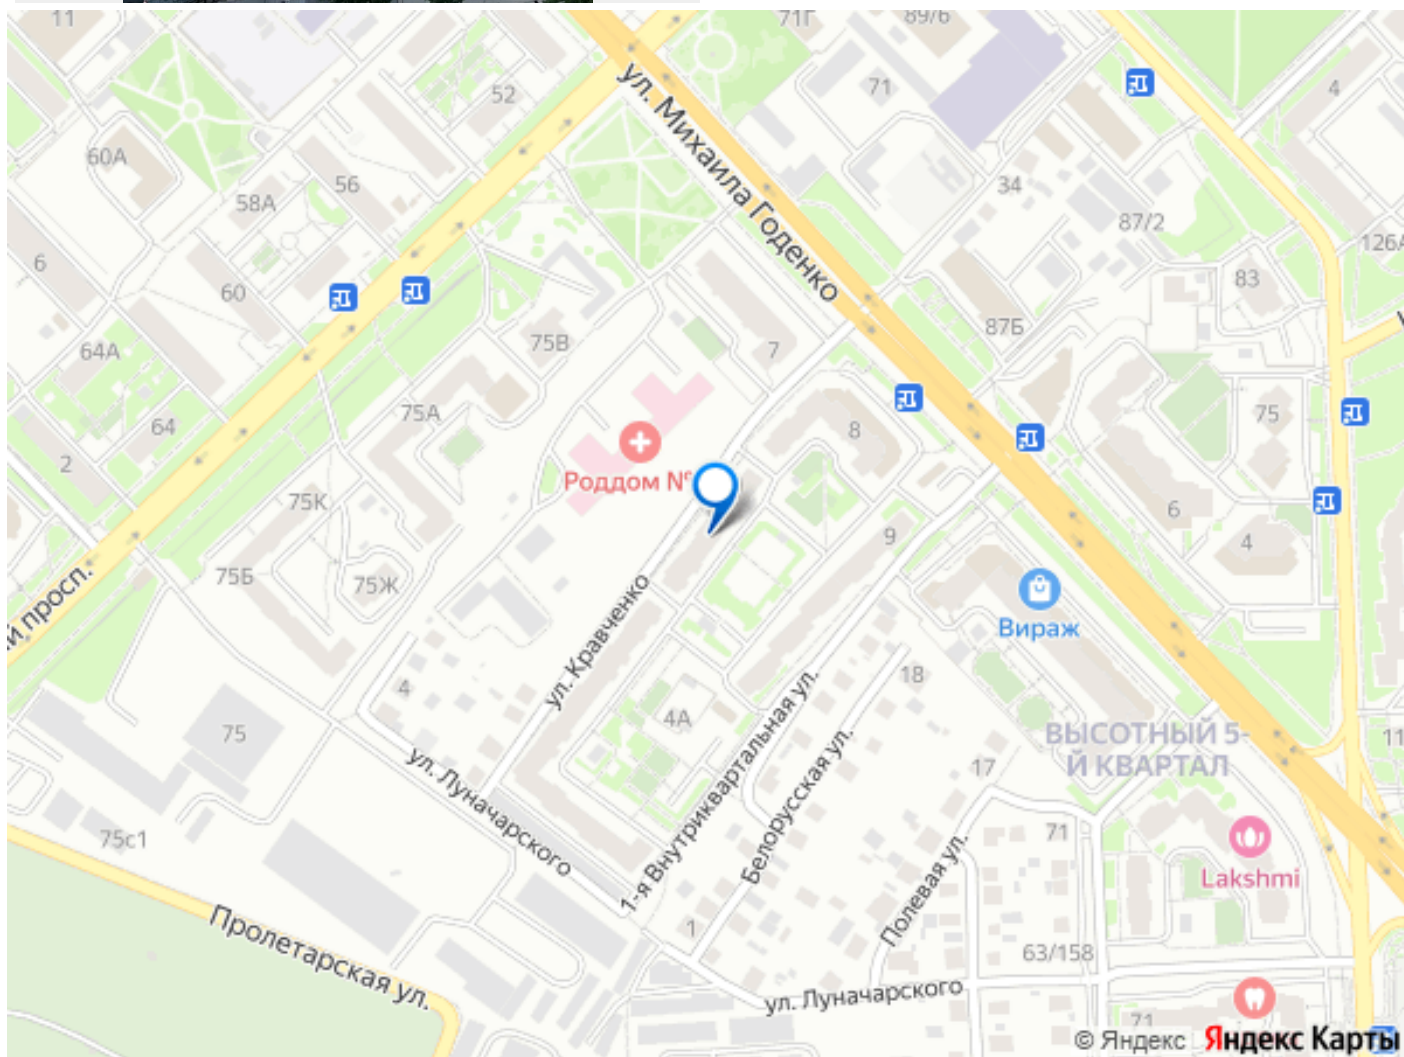 11
71Г
89/6
52
71
4
ул. Михаила Годенко
60А
56
58А
34
87/2
126А
6
60
83
87Б
64А
75В
7
75А
64
75
2
8
Роддом №
75К
6
9
4
й просп.
75Б
75Ж
ул. Кравченко
Вираж
18
4
4А
75
ВЫСОТНЫЙ 5-
Й КВАРТАЛ
11
17
ул. Луначарского
1-я Внутриквартальная ул.
Белорусская ул.
75с1
71
Полевая ул.
Lakshmi
Пролетарская ул.
1
63/158
ул. Луначарского
71
© Яндекс Яндекс Карты